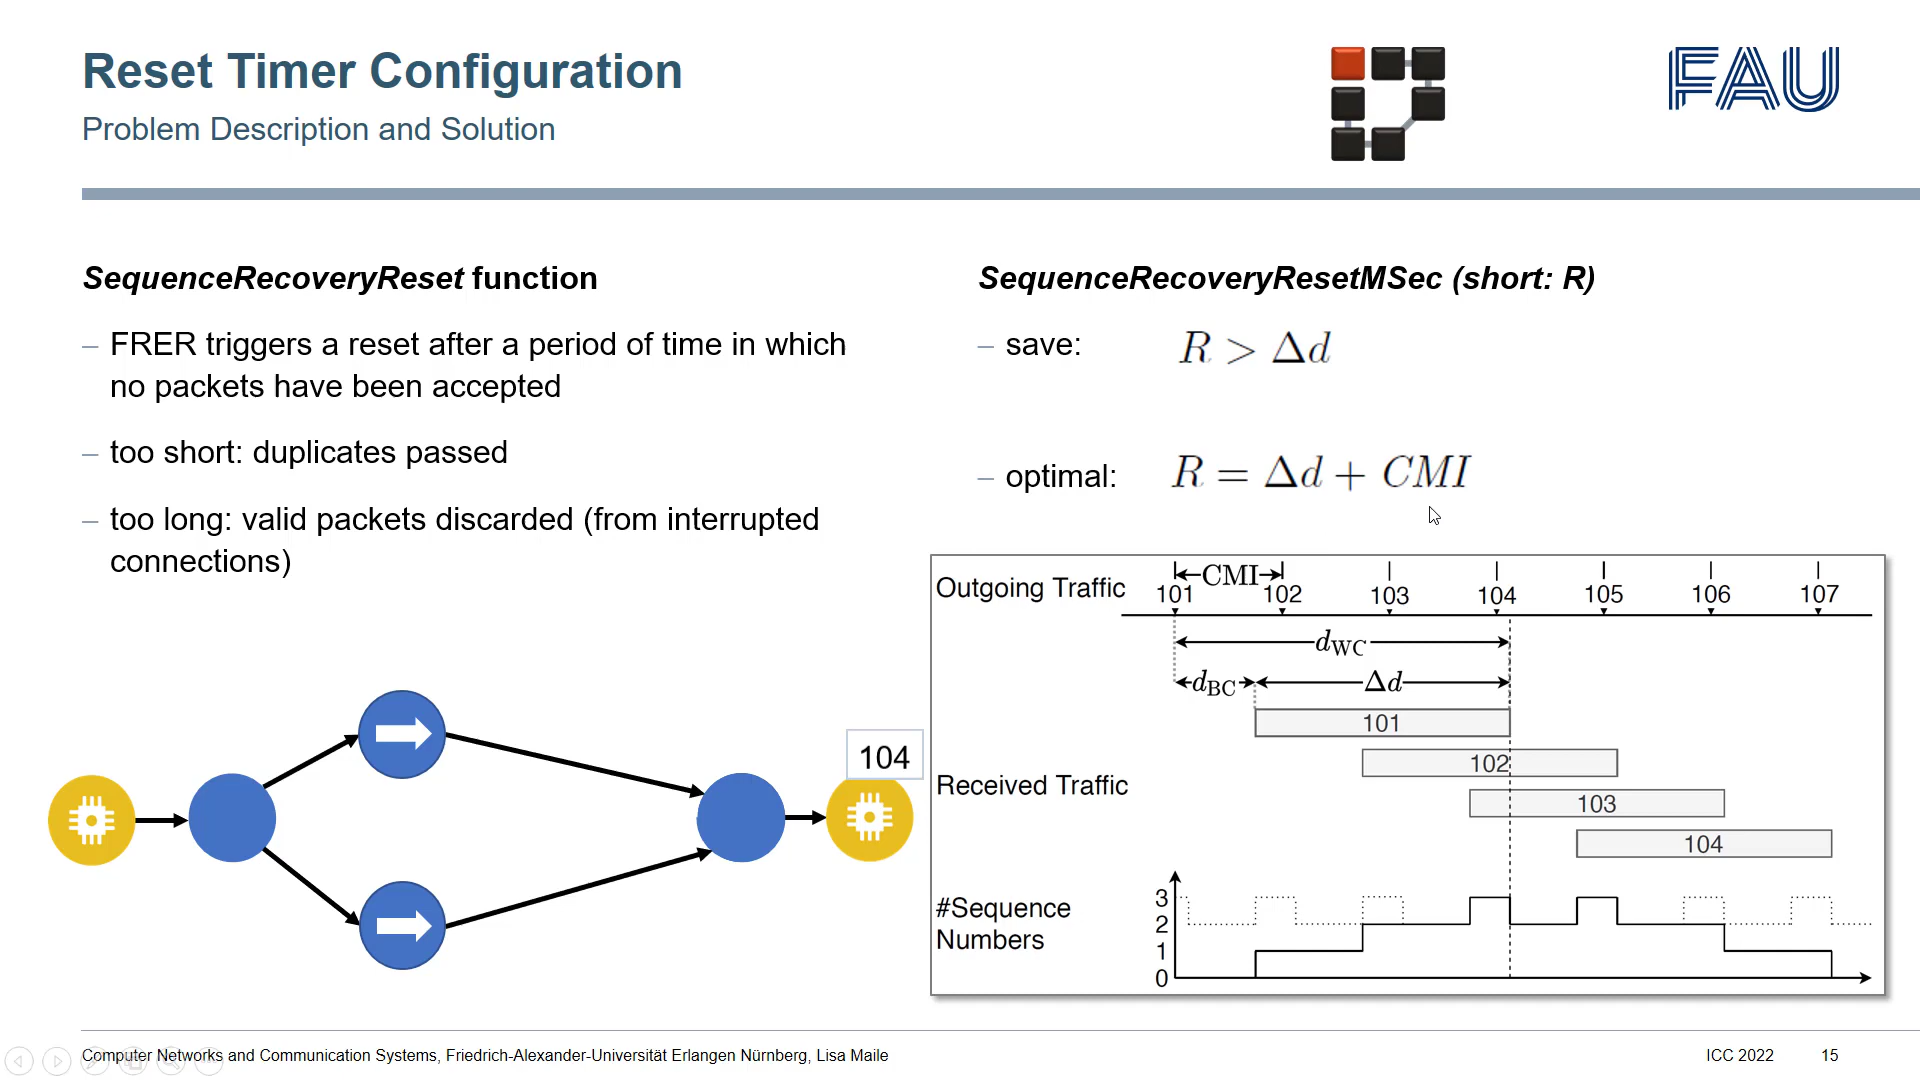 Reset Timer Configuration
Problem Description and Solution
FAU
SequenceRecoveryReset function
– FRER triggers a reset after a period of time in which
no packets have been accepted
– too short: duplicates passed
– too long: valid packets discarded (from interrupted
connections)
104
SequenceRecoveryResetMSec (short: R)
– save: R > Δd
– optimal: R = Δd + CMI
CMI
Outgoing Traffic 101 102 103 104 105 106 107
dWC
dBC Δd
101
102
Received Traffic
103
104
#Sequence
Numbers
3
2
1
0
Computer Networks and Communication Systems, Friedrich-Alexander-Universität Erlangen Nürnberg, Lisa Maile
ICC 2022 15